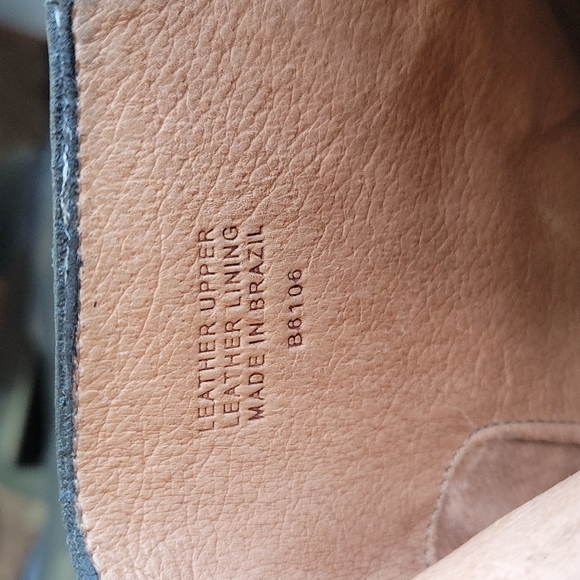 LEATHER UPPER
LEATHER LINING
MADE IN BRAZIL
B6106